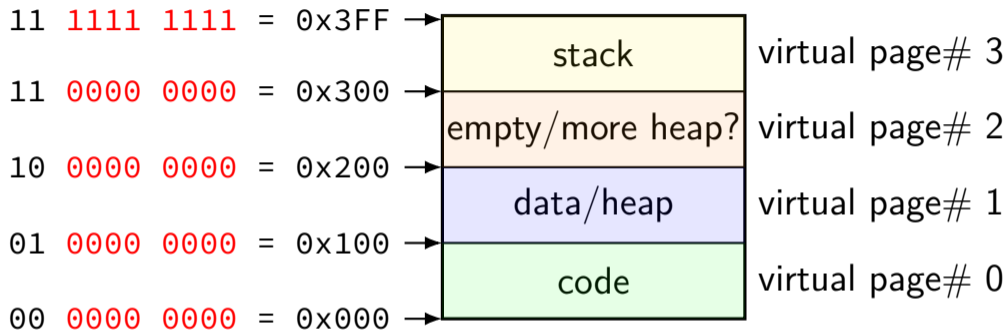 11 1111 1111 = 0x3FF
stack
virtual page# 3
11 0000 0000 = 0x300
empty/more heap?
virtual page# 2
10 0000 0000 = 0x200
data/heap
virtual page# 1
01 0000 0000 = 0x100
code
virtual page# 0
00 0000 0000 = 0x000